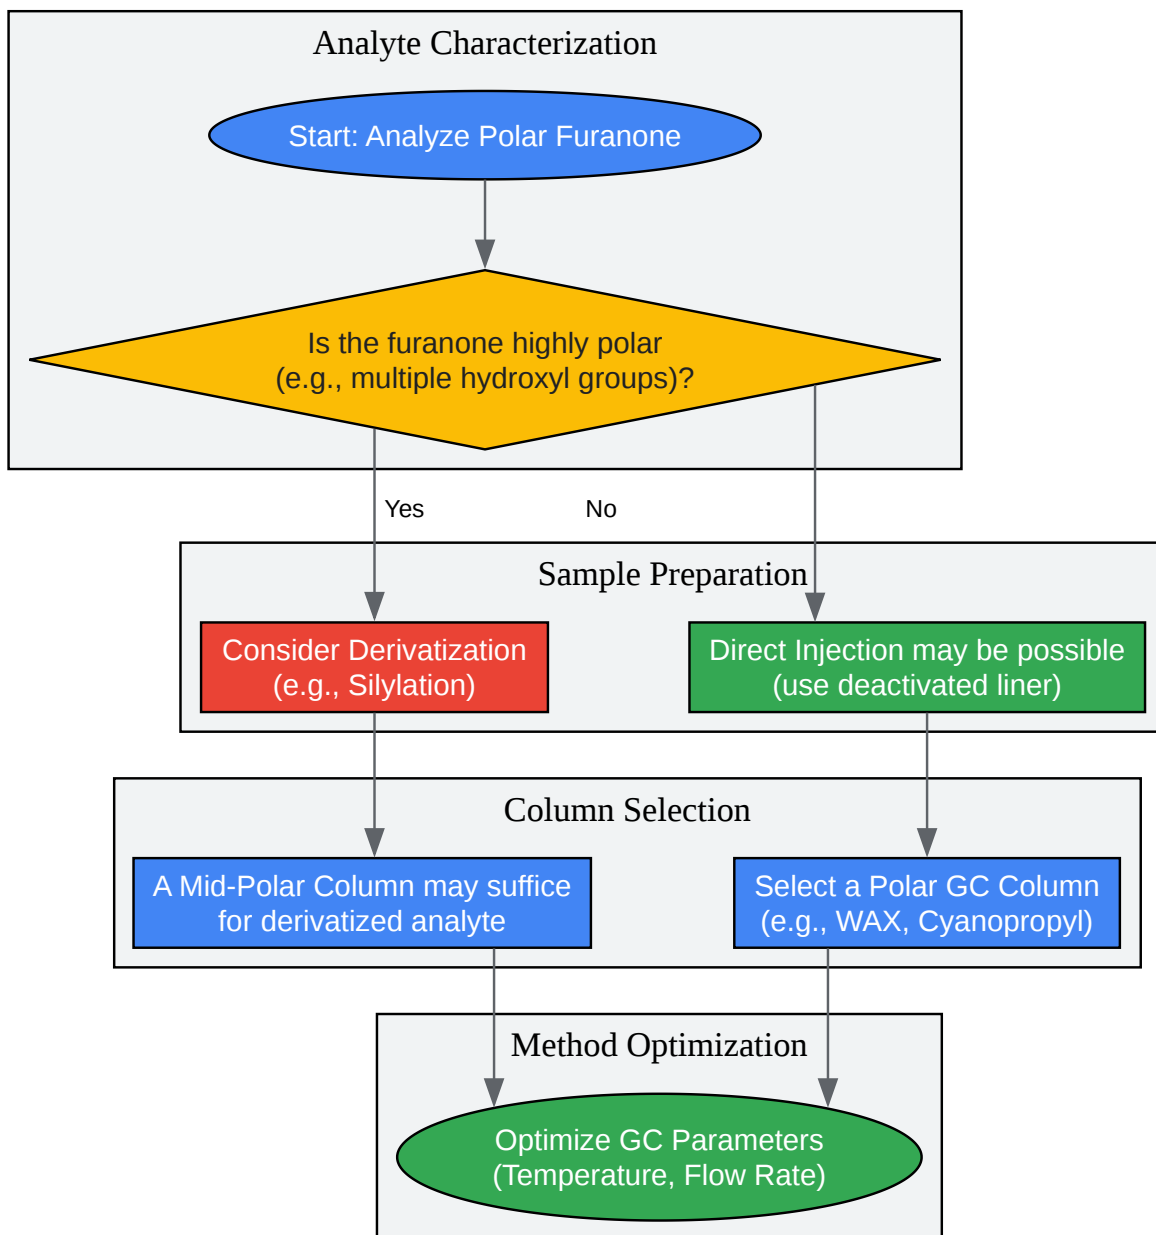 Analyte Characterization
Start: Analyze Polar Furanone
Is the furanone highly polar
(e.g., multiple hydroxyl groups)?
Yes
No
Sample Preparation
Consider Derivatization
(e.g., Silylation)
Direct Injection may be possible
(use deactivated liner)
Column Selection
A Mid-Polar Column may suffice
for derivatized analyte
Select a Polar GC Column
(e.g., WAX, Cyanopropyl)
Method Optimization
Optimize GC Parameters
(Temperature, Flow Rate)